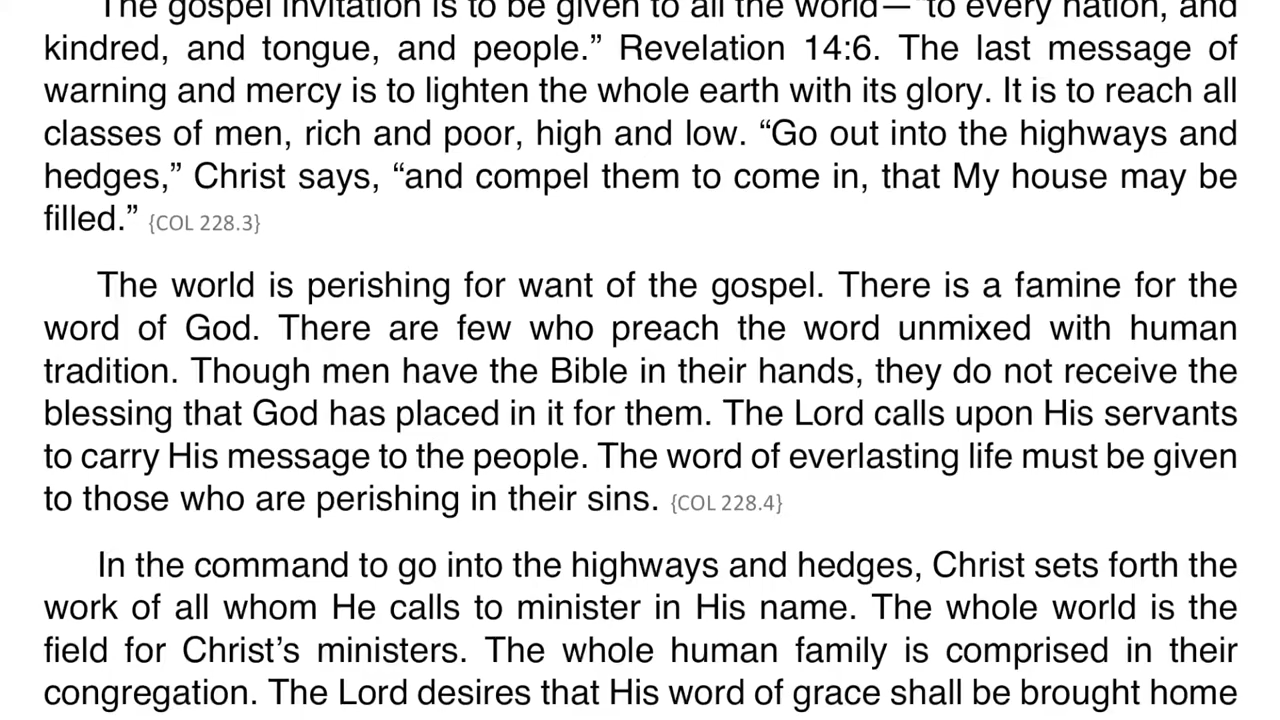 The gospel invitation is to be given to all the world—“to every nation, and
kindred, and tongue, and people.” Revelation 14:6. The last message of
warning and mercy is to lighten the whole earth with its glory. It is to reach all
classes of men, rich and poor, high and low. “Go out into the highways and
hedges,” Christ says, “and compel them to come in, that My house may be
filled.” {COL 228.3}
The world is perishing for want of the gospel. There is a famine for the
word of God. There are few who preach the word unmixed with human
tradition. Though men have the Bible in their hands, they do not receive the
blessing that God has placed in it for them. The Lord calls upon His servants
to carry His message to the people. The word of everlasting life must be given
to those who are perishing in their sins. {COL 228.4}
In the command to go into the highways and hedges, Christ sets forth the
work of all whom He calls to minister in His name. The whole world is the
field for Christ’s ministers. The whole human family is comprised in their
congregation. The Lord desires that His word of grace shall be brought home